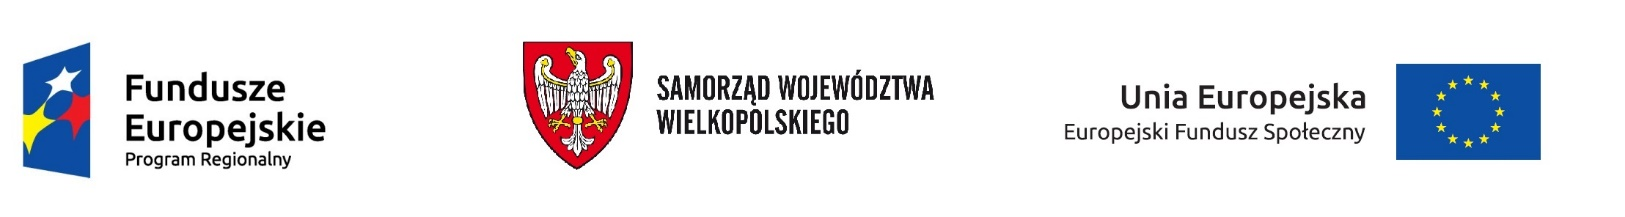 Fundusze
Europejskie
Program Regionalny
SAMORZĄD WOJEWÓDZTWA
WIELKOPOLSKIEGO
Unia Europejska
Europejski Fundusz Społeczny